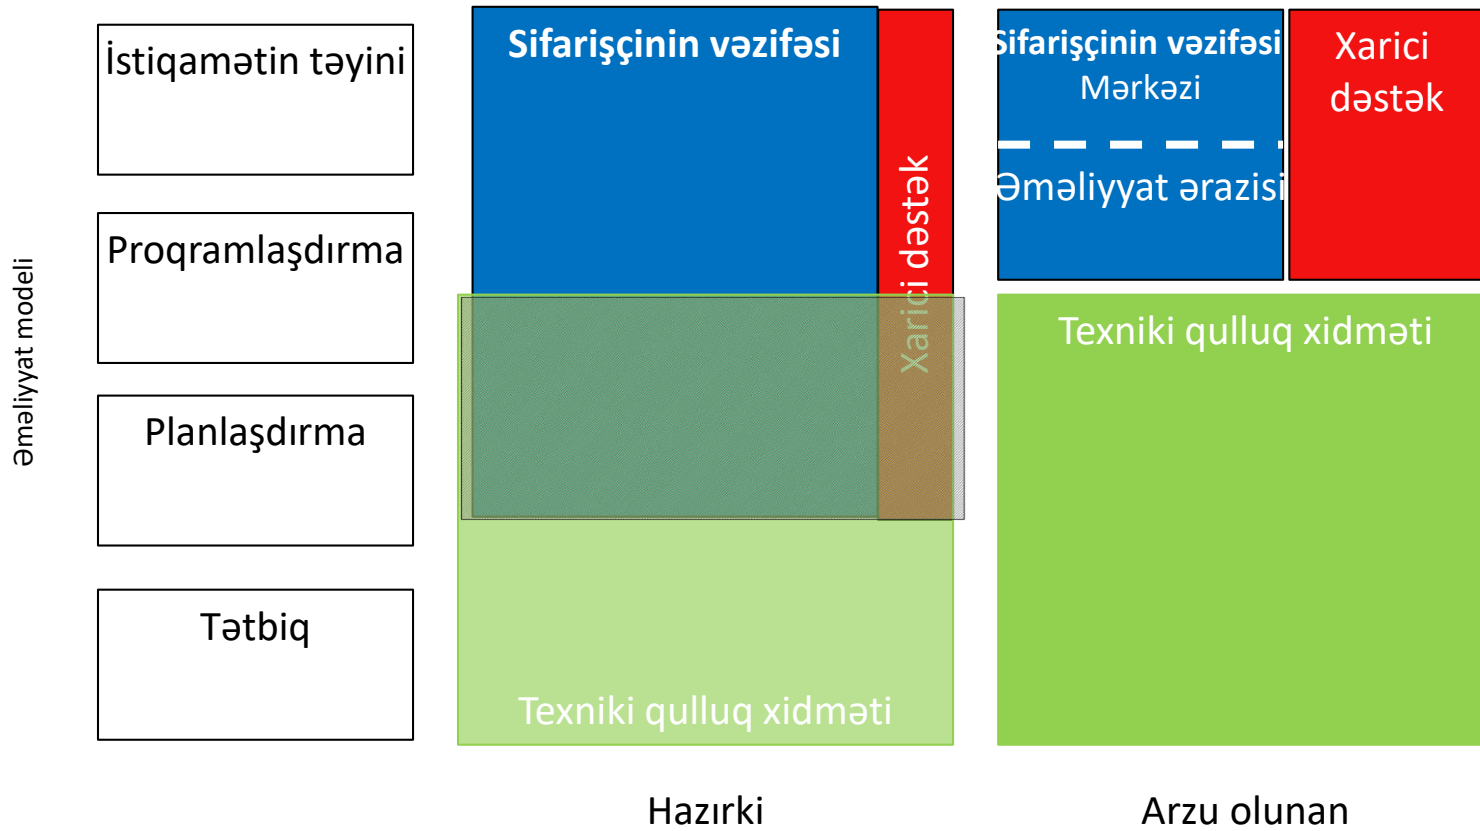 Əməliyyat modeli
İstiqamətin təyini
Proqramlaşdırma
Planlaşdırma
Tətbiq
Sifarişçinin vəzifəsi
Xarici dəstək
Texniki qulluq xidməti
Hazırki
Sifarişçinin vəzifəsi
Mərkəzi
Əməliyyat ərazisi
Xarici
dəstək
Texniki qulluq xidməti
Arzu olunan